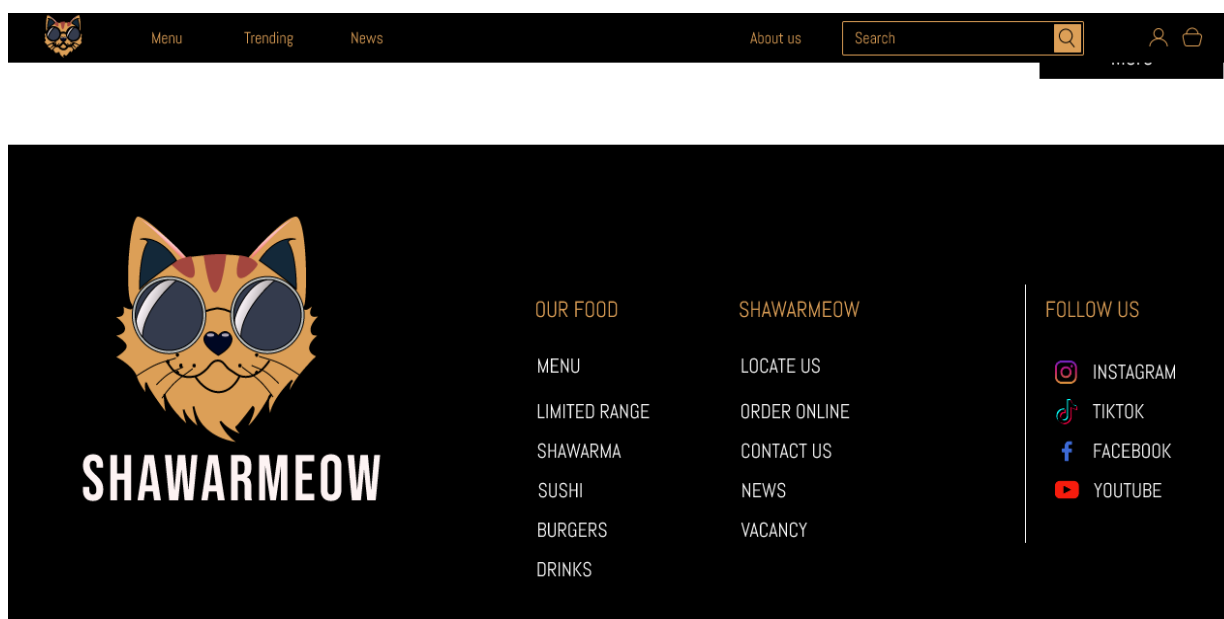 Menu Trending News About us Search
SHAWARMEOW
OUR FOOD
MENU
LIMITED RANGE
SHAWARMA
SUSHI
BURGERS
DRINKS
SHAWARMEOW
LOCATE US
ORDER ONLINE
CONTACT US
NEWS
VACANCY
FOLLOW US
INSTAGRAM
TIKTOK
FACEBOOK
YOUTUBE